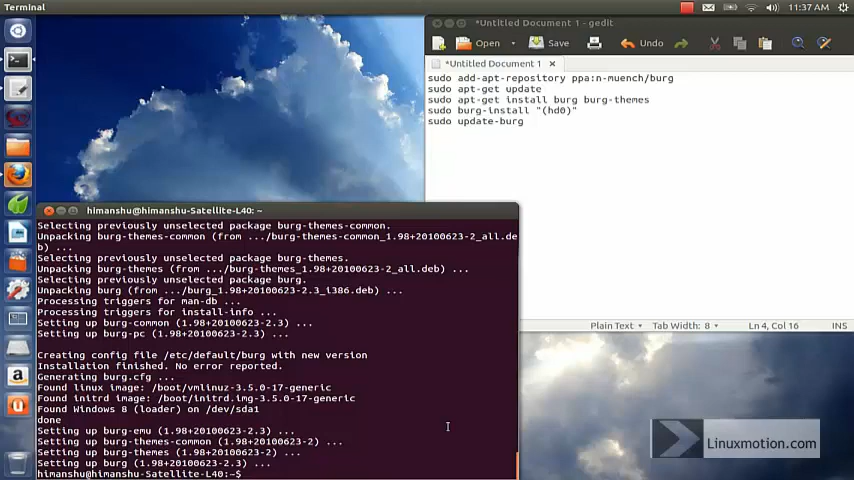 Terminal
11:37 AM
*Untitled Document 1 - gedit
Open
Save
Undo
*Untitled Document 1
sudo add-apt-repository ppa:n-muench/burg
sudo apt-get update
sudo apt-get install burg burg-themes
sudo burg-install "(hd0)"
sudo update-burg
himanshu@himanshu-Satellite-L40: ~
Selecting previously unselected package burg-themes-common.
Unpacking burg-themes-common (from .../burg-themes-common_1.98+20100623-2_all.de
b) ...
Selecting previously unselected package burg-themes.
Unpacking burg-themes (from .../burg-themes_1.98+20100623-2_all.deb) ...
Selecting previously unselected package burg.
Unpacking burg (from .../burg_1.98+20100623-2.3_i386.deb) ...
Processing triggers for man-db ...
Processing triggers for install-info ...
Setting up burg-common (1.98+20100623-2.3) ...
Setting up burg-pc (1.98+20100623-2.3) ...
Creating config file /etc/default/burg with new version
Installation finished. No error reported.
Generating burg.cfg ...
Found linux image: /boot/vmlinuz-3.5.0-17-generic
Found initrd image: /boot/initrd.img-3.5.0-17-generic
Found Windows 8 (loader) on /dev/sda1
done
Setting up burg-emu (1.98+20100623-2.3) ...
Setting up burg-themes-common (1.98+20100623-2) ...
Setting up burg-themes (1.98+20100623-2) ...
Setting up burg (1.98+20100623-2.3) ...
himanshu@himanshu-Satellite-L40:~$
Plain Text Tab Width: 8 Ln 4, Col 16 INS
Linuxmotion.com